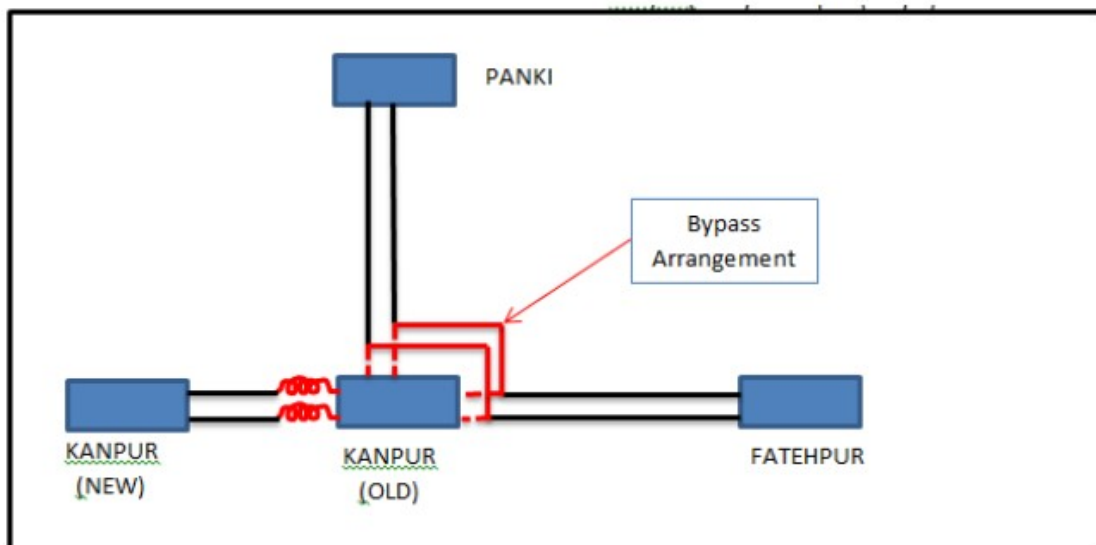 PANKI
Bypass
Arrangement
KANPUR
(NEW)
KANPUR
(OLD)
FATEHPUR